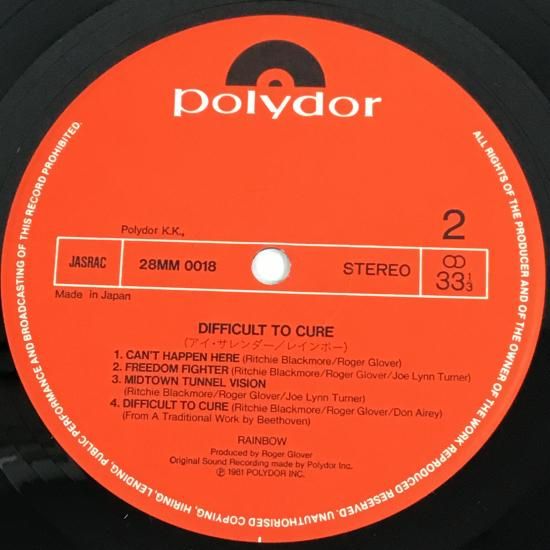 polydor
Polydor K.K.,
2
JASRAC
28MM 0018
STEREO
33 1/3
Made in Japan
DIFFICULT TO CURE
(アイ・サレンダー/レインボー)
1. CAN'T HAPPEN HERE (Ritchie Blackmore/Roger Glover)
2. FREEDOM FIGHTER (Ritchie Blackmore/Roger Glover/Joe Lynn Turner)
3. MIDTOWN TUNNEL VISION
(Ritchie Blackmore/Roger Glover/Joe Lynn Turner)
4. DIFFICULT TO CURE (Ritchie Blackmore/Roger Glover/Don Airey)
(From A Traditional Work by Beethoven)
RAINBOW
Produced by Roger Glover
Original Sound Recording made by Polydor Inc.
℗ 1981 POLYDOR INC.
ALL RIGHTS OF THE PRODUCER AND OF THE OWNER OF THE WORK REPRODUCED RESERVED. UNAUTHORISED COPYING, HIRING, LENDING, PUBLIC PERFORMANCE AND BROADCASTING OF THIS RECORD PROHIBITED.